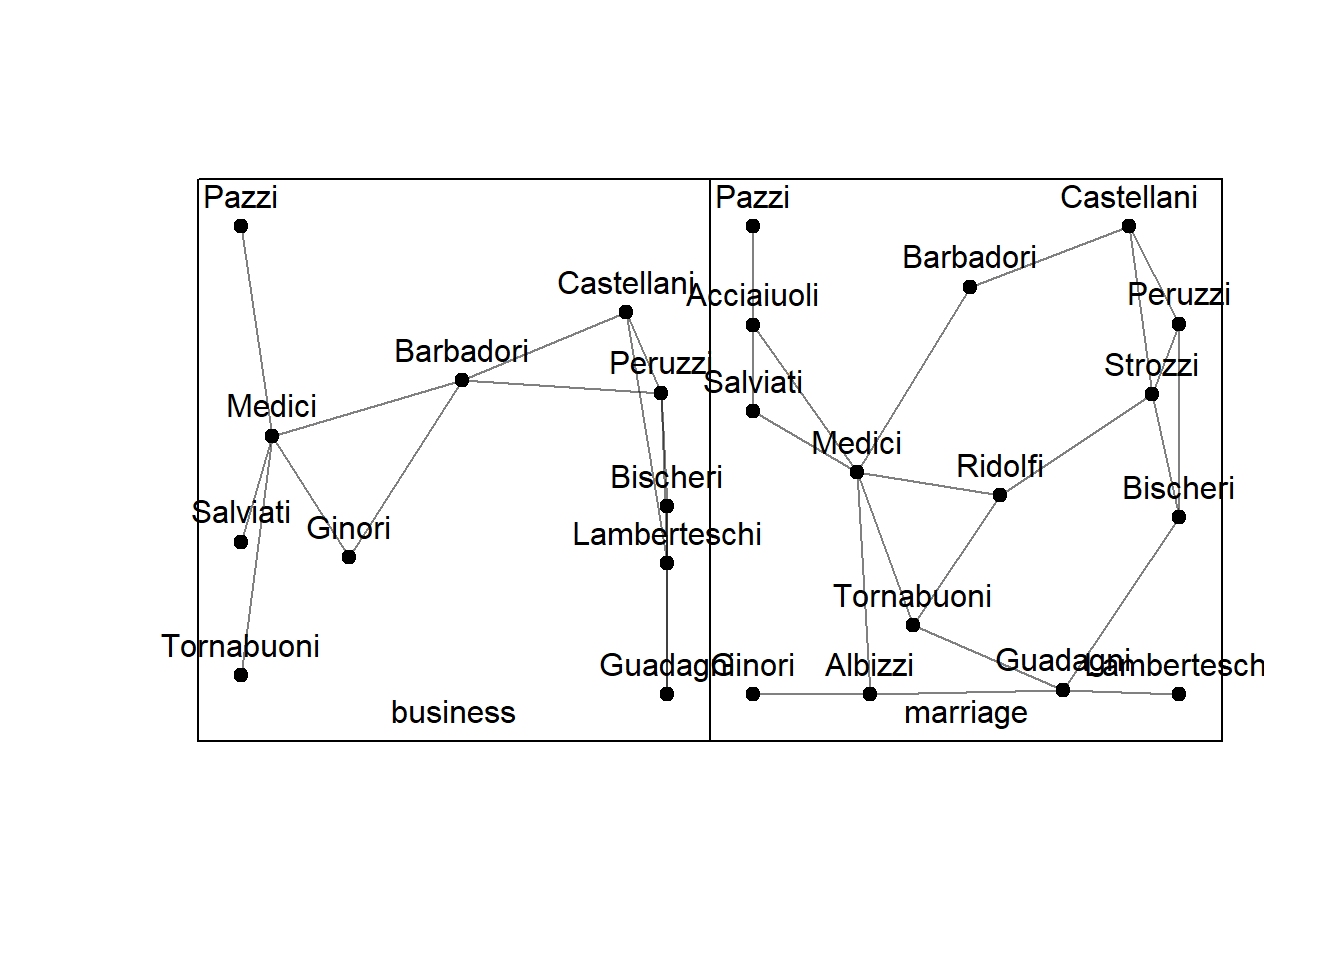 Pazzi
Castellani
Barbadori
Peruzzi
Medici
Bischeri
Salviati
Ginori
Lamberteschi
Tornabuoni
Guadagni
business
Pazzi
Castellani
Barbadori
Acciaiuoli
Peruzzi
Strozzi
Salviati
Medici
Ridolfi
Bischeri
Tornabuoni
Ginori
Albizzi
Guadagni
Lambertesch
marriage